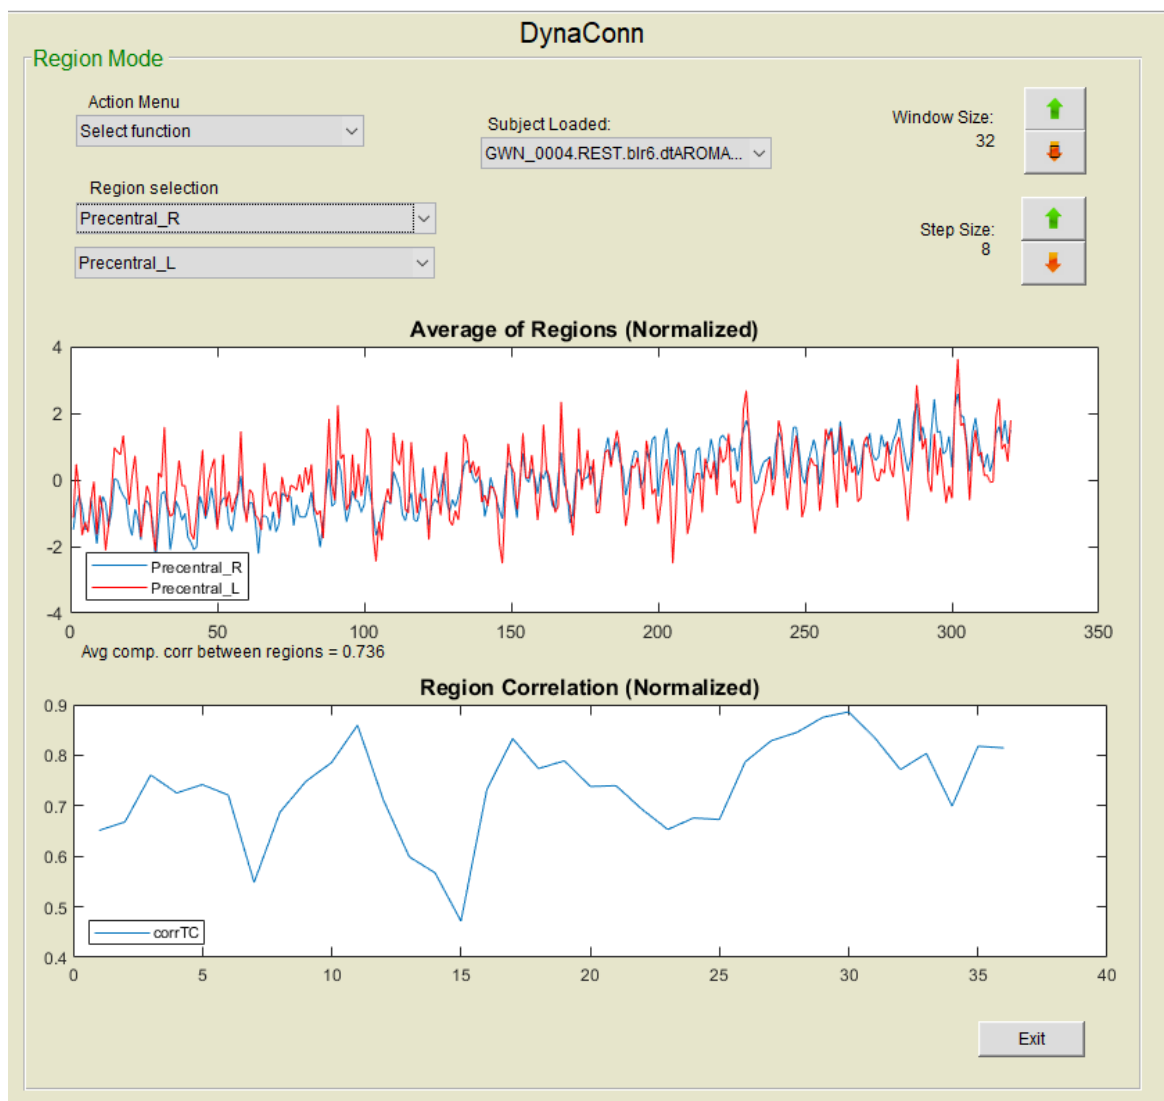 DynaConn
Region Mode
Action Menu
Select function
Subject Loaded:
GWN_0004.REST.blr6.dtAROMA...
Window Size:
32
Region selection
Precentral_R
Precentral_L
Step Size:
8
Average of Regions (Normalized)
4
2
0
-2
-4
Precentral_R
Precentral_L
0 50 100 150 200 250 300 350
Avg comp. corr between regions = 0.736
Region Correlation (Normalized)
0.9
0.8
0.7
0.6
0.5
0.4
corrTC
0 5 10 15 20 25 30 35 40
Exit